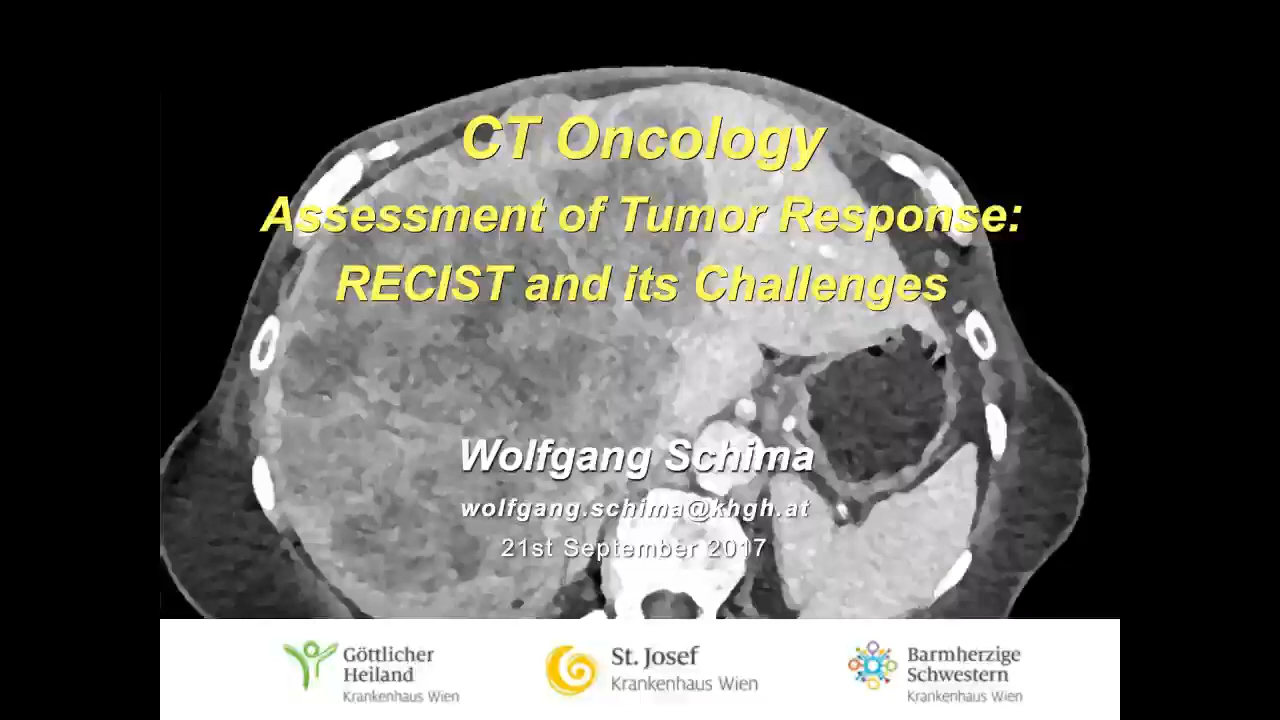 CT Oncology
Assessment of Tumor Response:
RECIST and its Challenges
Wolfgang Schima
wolfgang.schima@khgh.at
21st September 2017
Göttlicher
Heiland
Krankenhaus Wien
St. Josef
Krankenhaus Wien
Barmherzige
Schwestern
Krankenhaus Wien